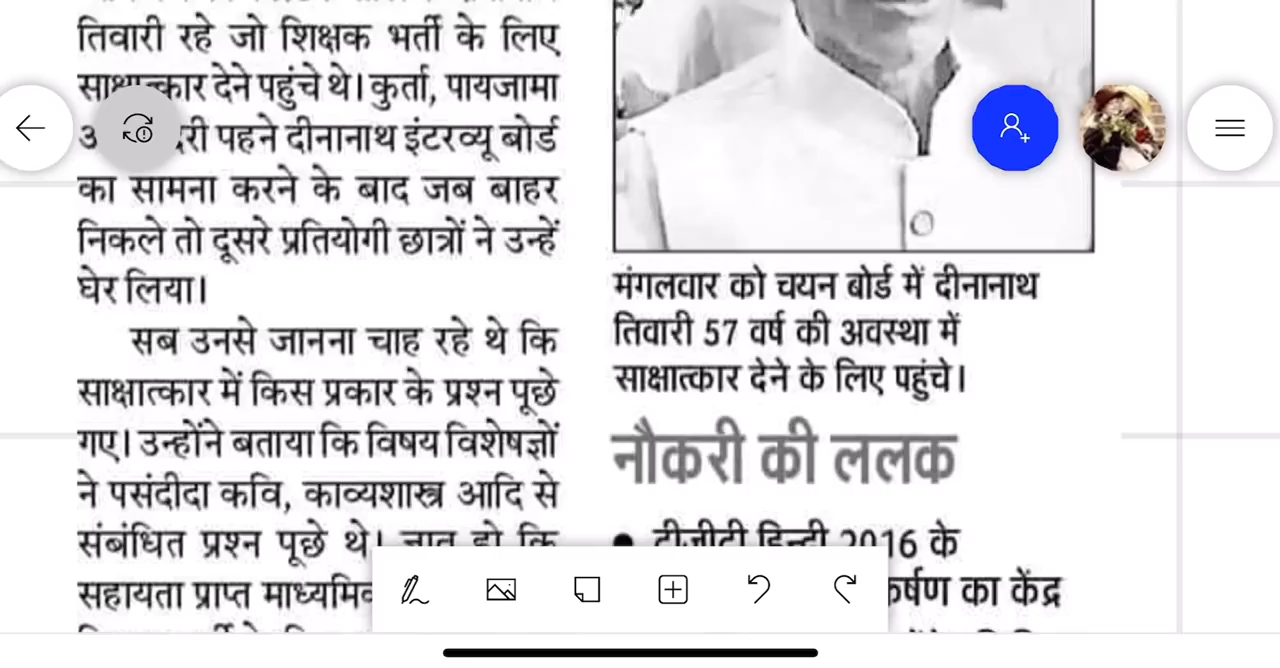 तिवारी रहे जो शिक्षक भर्ती के लिए
साक्षात्कार देने पहुंचे थे। कुर्ता, पायजामा
पहने दीनानाथ इंटरव्यू बोर्ड
का सामना करने के बाद जब बाहर
निकले तो दूसरे प्रतियोगी छात्रों ने उन्हें
घेर लिया।
सब उनसे जानना चाह रहे थे कि
साक्षात्कार में किस प्रकार के प्रश्न पूछे
गए। उन्होंने बताया कि विषय विशेषज्ञों
ने पसंदीदा कवि, काव्यशास्त्र आदि से
संबंधित प्रश्न पूछे थे। ज्ञात हो कि
सहायता प्राप्त
मंगलवार को चयन बोर्ड में दीनानाथ
तिवारी 57 वर्ष की अवस्था में
साक्षात्कार देने के लिए पहुंचे।
नौकरी की ललक
● टीजीटी हिन्दी 2016 के
का केंद्र